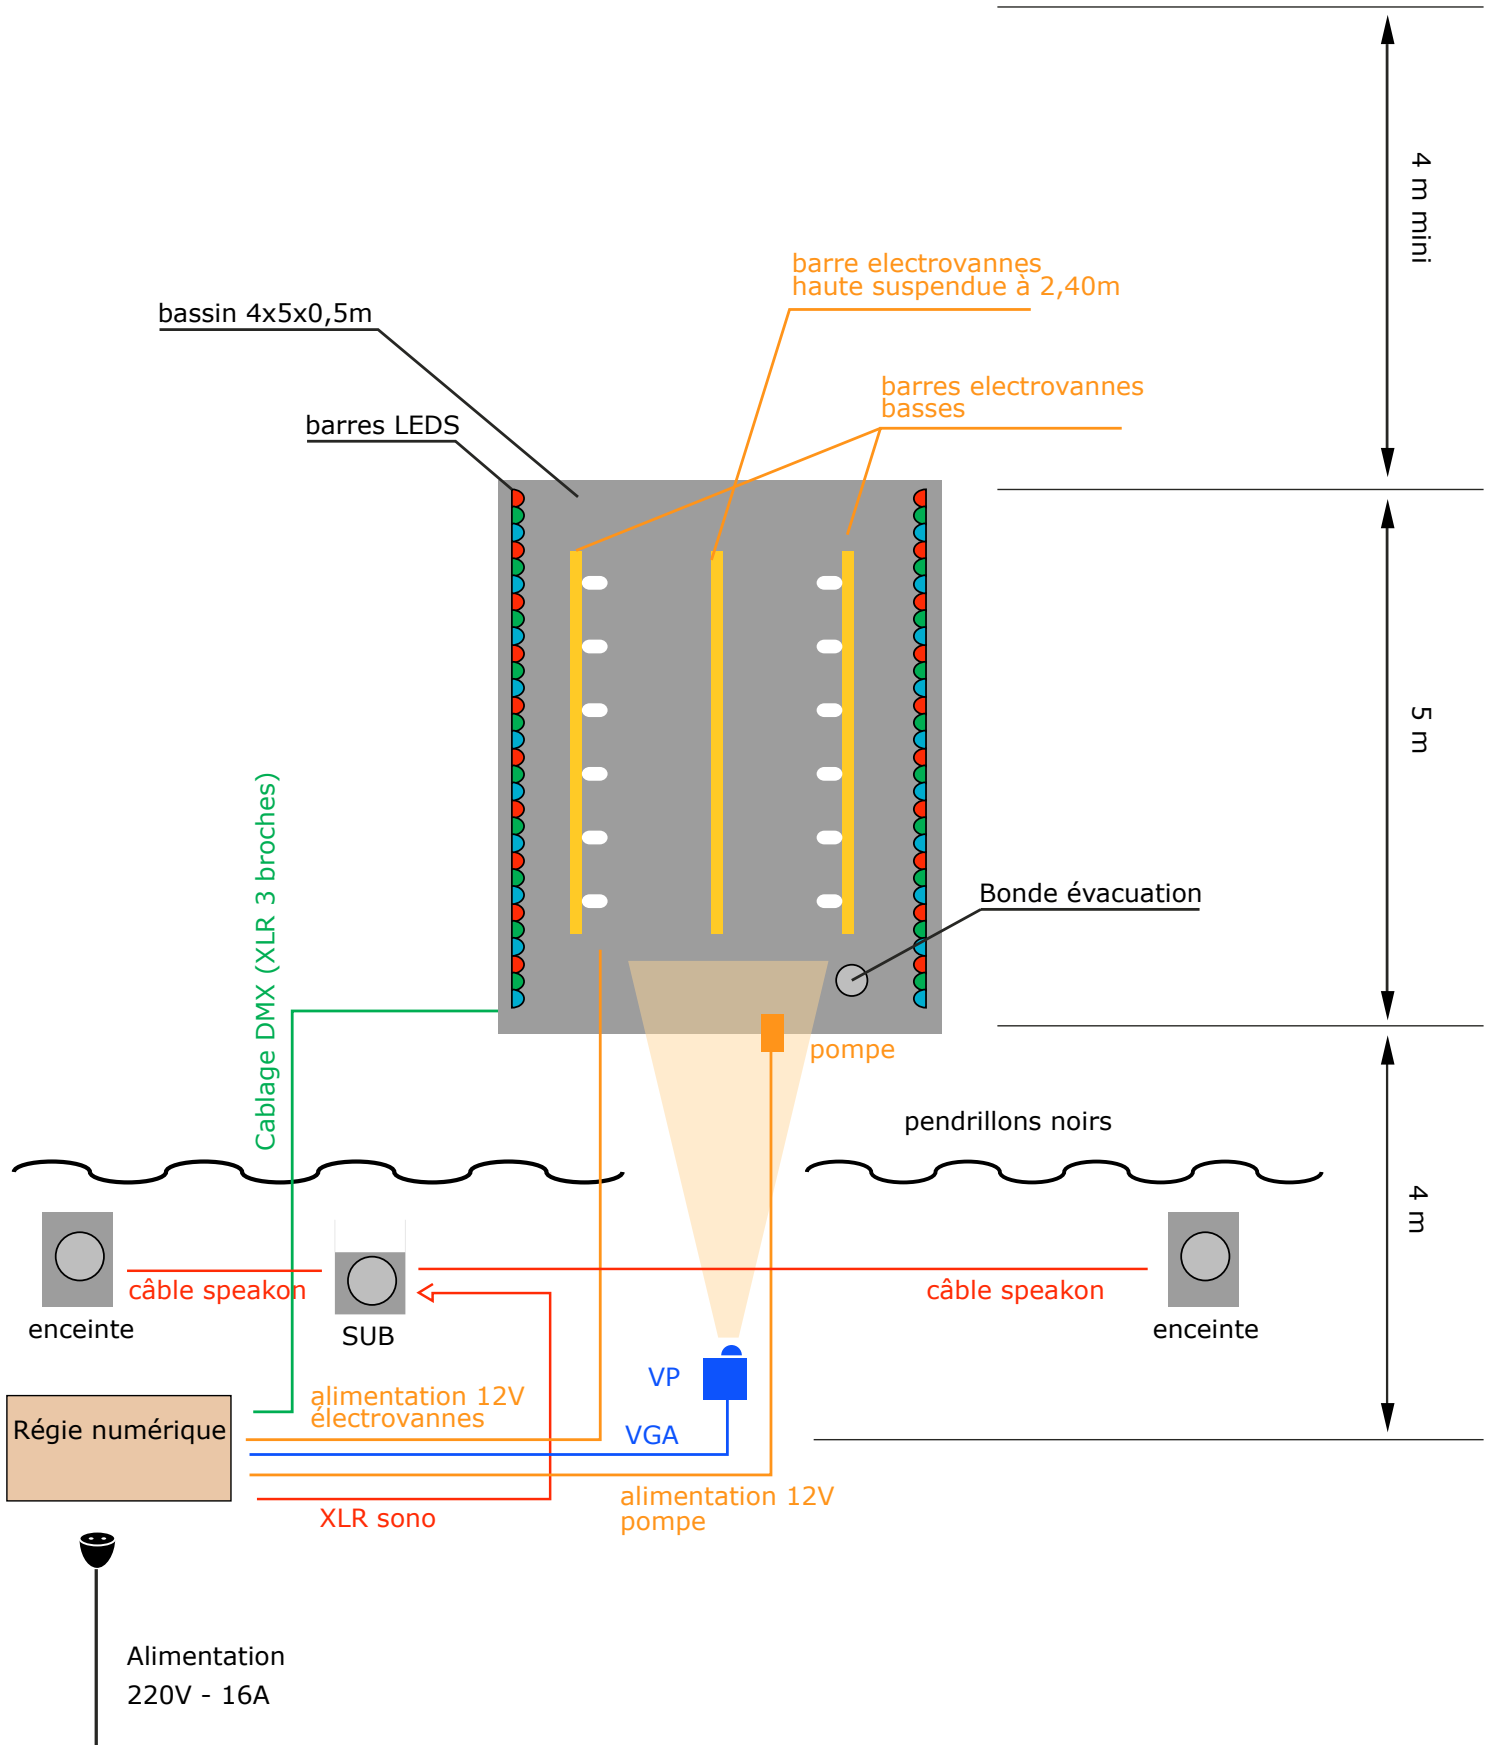 4 m mini
barre electrovannes
haute suspendue à 2,40m
bassin 4x5x0,5m
barres electrovannes
basses
barres LEDS
5 m
Cablage DMX (XLR 3 broches)
Bonde évacuation
pompe
pendrillons noirs
4 m
câble speakon
câble speakon
enceinte
SUB
enceinte
VP
alimentation 12V
électrovannes
Régie numérique
VGA
alimentation 12V
pompe
XLR sono
Alimentation
220V - 16A